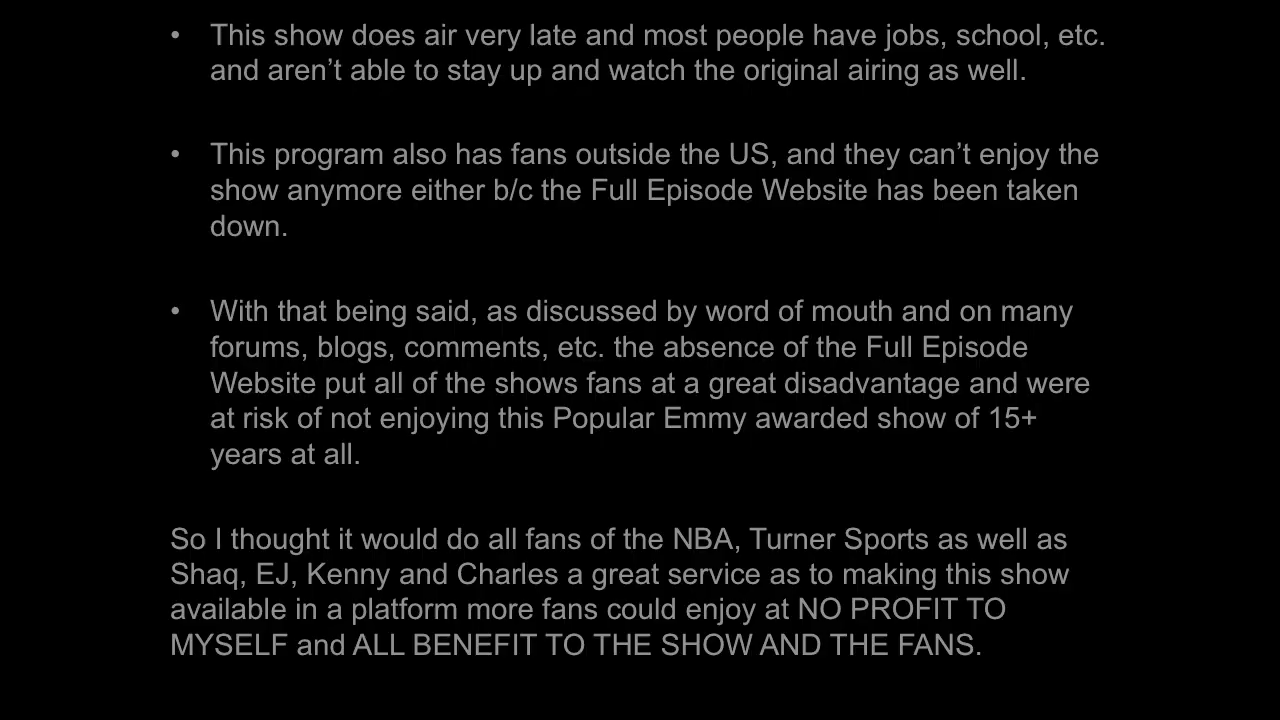 • This show does air very late and most people have jobs, school, etc.
and aren’t able to stay up and watch the original airing as well.
• This program also has fans outside the US, and they can’t enjoy the
show anymore either b/c the Full Episode Website has been taken
down.
• With that being said, as discussed by word of mouth and on many
forums, blogs, comments, etc. the absence of the Full Episode
Website put all of the shows fans at a great disadvantage and were
at risk of not enjoying this Popular Emmy awarded show of 15+
years at all.
So I thought it would do all fans of the NBA, Turner Sports as well as
Shaq, EJ, Kenny and Charles a great service as to making this show
available in a platform more fans could enjoy at NO PROFIT TO
MYSELF and ALL BENEFIT TO THE SHOW AND THE FANS.